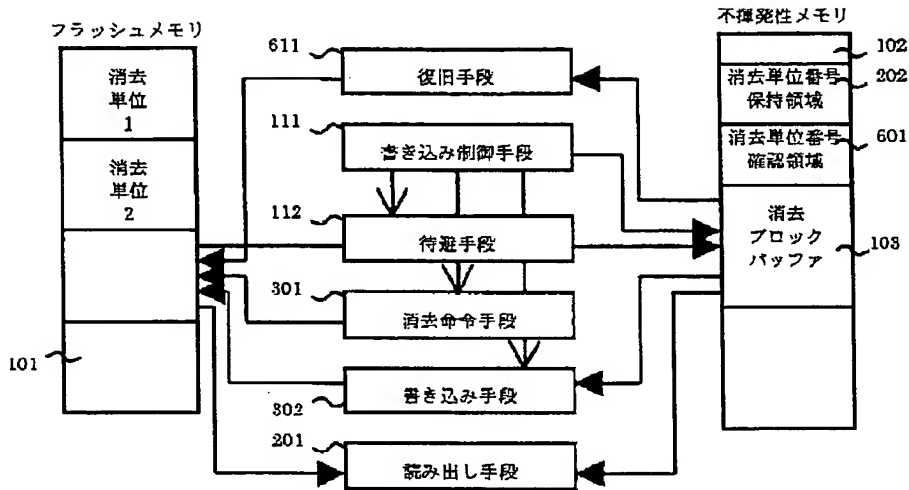 フラッシュメモリ
消去
単位
1
消去
単位
2
101
611
復旧手段
111
書き込み制御手段
112
待避手段
301
消去命令手段
302
書き込み手段
201
読み出し手段
不揮発性メモリ
102
消去単位番号
保持領域
202
消去単位番号
確認領域
601
消去
ブロック
バッファ
103